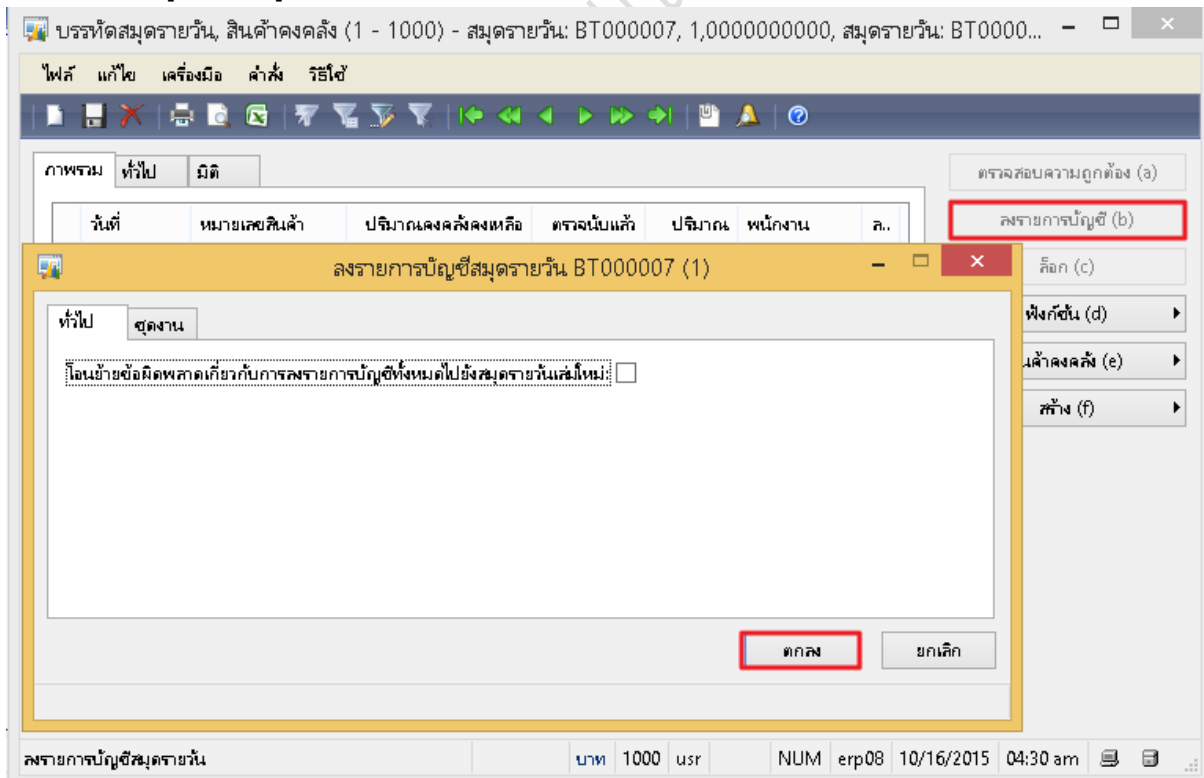 บรรทัดสมุดรายวัน, สินค้าคงคลัง (1 - 1000) - สมุดรายวัน: BT000007, 1,0000000000, สมุดรายวัน: BT0000...
ไฟล์ แก้ไข เครื่องมือ คำสั่ง วิธีใช้
ภาพรวม ทั่วไป มิติ
ตรวจสอบความถูกต้อง (a)
วันที่ หมายเลขสินค้า ปริมาณคงคลังคงเหลือ ตรวจนับแล้ว ปริมาณ พนักงาน ล..
ลงรายการบัญชี (b)
ลงรายการบัญชีสมุดรายวัน BT000007 (1)
ล็อก (c)
ทั่วไป ชุดงาน
ฟังก์ชัน (d)
โอนย้ายข้อผิดพลาดเกี่ยวกับการลงรายการบัญชีทั้งหมดไปยังสมุดรายวันเล่มใหม่:
นค้าคงคลัง (e)
สร้าง (f)
ตกลง ยกเลิก
ลงรายการบัญชีสมุดรายวัน บาท 1000 usr NUM erp08 10/16/2015 04:30 am